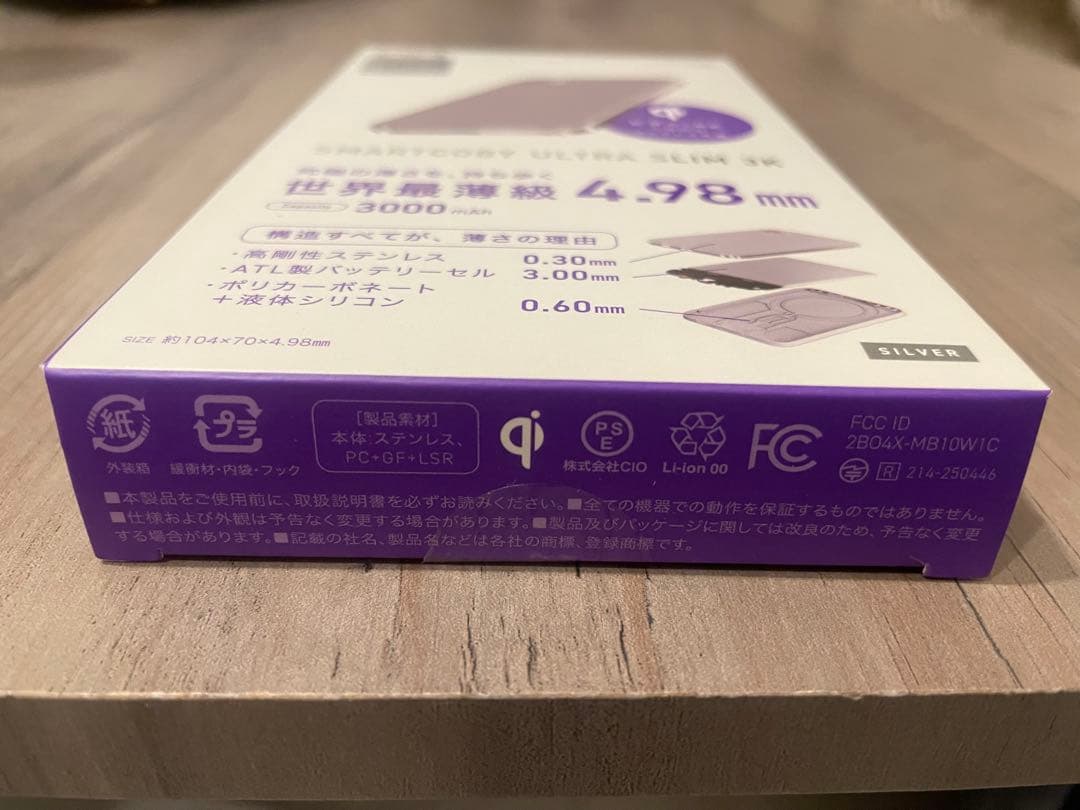 SMARTCOBY ULTRA SLIM 3K
世界最薄級 4.98mm
Capacity 3000mAh
構造すべてが、薄さの理由
・高剛性ステンレス 0.30mm
・ATL製バッテリーセル 3.00mm
・ポリカーボネート
＋液体シリコン 0.60mm
SIZE 約104×70×4.98mm
SILVER
紙
外装箱
プラ
緩衝材・内袋・フック
［製品素材］
本体:ステンレス、
PC+GF+LSR
qi
PSE
株式会社CIO
Li-ion 00
FC
FCC ID
2BO4X-MB10W1C
R 214-250446
■本製品をご使用前に、取扱説明書を必ずお読みください。■全ての機器での動作を保証するものではありません。
■仕様および外観は予告なく変更する場合があります。■製品及びパッケージに関しては改良のため、予告なく変更
する場合があります。■記載の社名、製品名などは各社の商標、登録商標です。